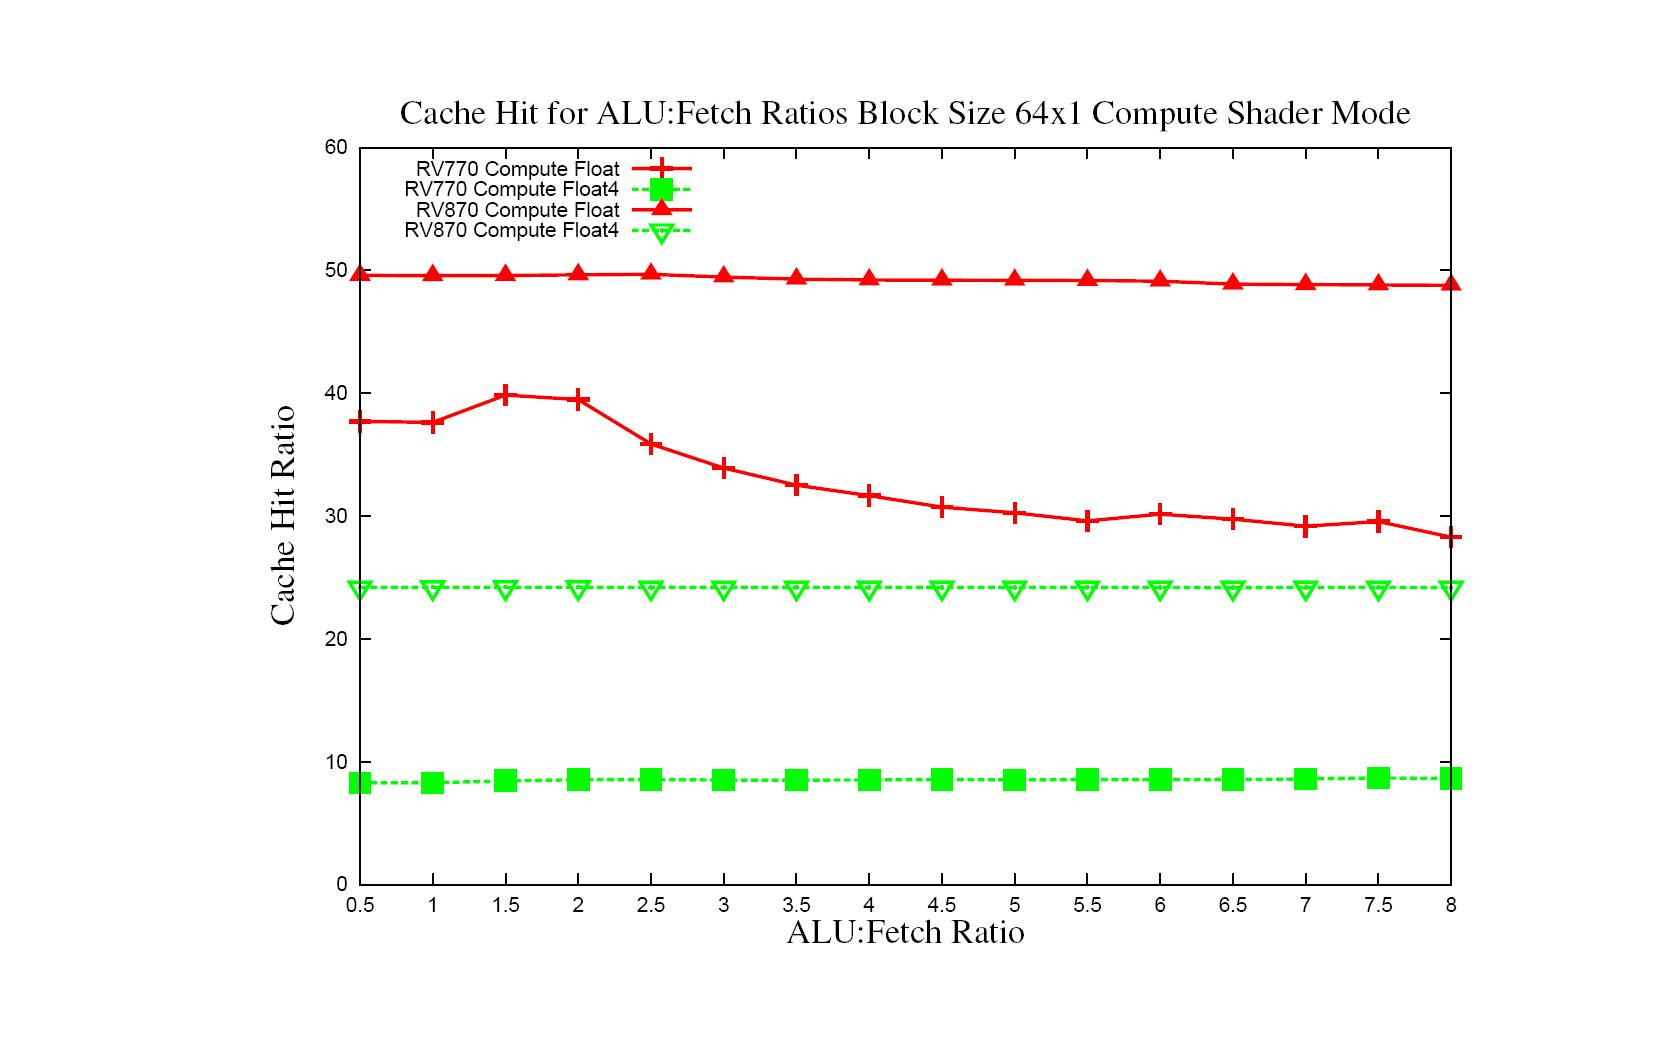 Cache Hit for ALU:Fetch Ratios Block Size 64x1 Compute Shader Mode
60
RV770 Compute Float
RV770 Compute Float4
RV870 Compute Float
RV870 Compute Float4
50
40
30
20
10
0
Cache Hit Ratio
0.5 1 1.5 2 2.5 3 3.5 4 4.5 5 5.5 6 6.5 7 7.5 8
ALU:Fetch Ratio